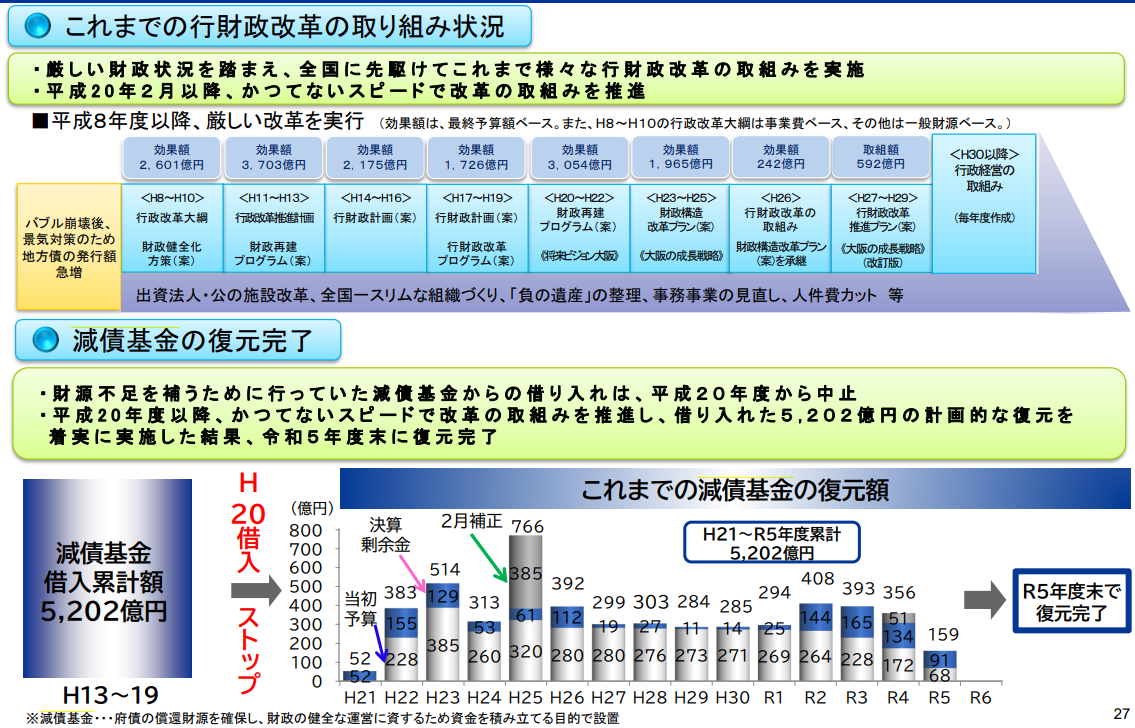 これまでの行財政改革の取り組み状況
・厳しい財政状況を踏まえ、全国に先駆けてこれまで様々な行財政改革の取組みを実施
・平成20年2月以降、かつてないスピードで改革の取組みを推進
■平成8年度以降、厳しい改革を実行 (効果額は、最終予算額ベース。また、H8～H10の行政改革大綱は事業費ベース、その他は一般財源ベース。)
バブル崩壊後、
景気対策のため
地方債の発行額
急増
効果額
2,601億円
<H8～H10>
行政改革大綱
財政健全化
方策(案)
効果額
3,703億円
<H11～H13>
行政改革推進計画
財政再建
プログラム(案)
効果額
2,175億円
<H14～H16>
行財政計画(案)
効果額
1,726億円
<H17～H19>
行財政計画(案)
行財政改革
プログラム(案)
効果額
3,054億円
<H20～H22>
財政再建
プログラム(案)
《将来ビジョン大阪》
効果額
1,965億円
<H23～H25>
財政構造
改革プラン(案)
《大阪の成長戦略》
効果額
242億円
<H26>
行財政改革の
取組み
財政構造改革プラン
(案)を承継
取組額
592億円
<H27～H29>
行財政改革
推進プラン(案)
《大阪の成長戦略》
(改訂版)
<H30以降>
行政経営の
取組み
(毎年度作成)
出資法人・公の施設改革、全国一スリムな組織づくり、「負の遺産」の整理、事務事業の見直し、人件費カット 等
減債基金の復元完了
・財源不足を補うために行っていた減債基金からの借り入れは、平成20年度から中止
・平成20年度以降、かつてないスピードで改革の取組みを推進し、借り入れた5,202億円の計画的な復元を
着実に実施した結果、令和5年度末に復元完了
減債基金
借入累計額
5,202億円
H13～19
H
20
借
入
ストップ
これまでの減債基金の復元額
(億円)
800
700
600
500
400
300
200
100
0
当初
予算
決算
剰余金
2月補正
H21～R5年度累計
5,202億円
52
383
514
313
766
392
299
303
284
285
294
408
393
356
159
385
51
155
129
53
61
112
19
27
11
14
25
144
165
134
91
52
228
385
260
320
280
280
276
273
271
269
264
228
172
68
H21
H22
H23
H24
H25
H26
H27
H28
H29
H30
R1
R2
R3
R4
R5
R6
R5年度末で
復元完了
※減債基金・・・府債の償還財源を確保し、財政の健全な運営に資するため資金を積み立てる目的で設置
27